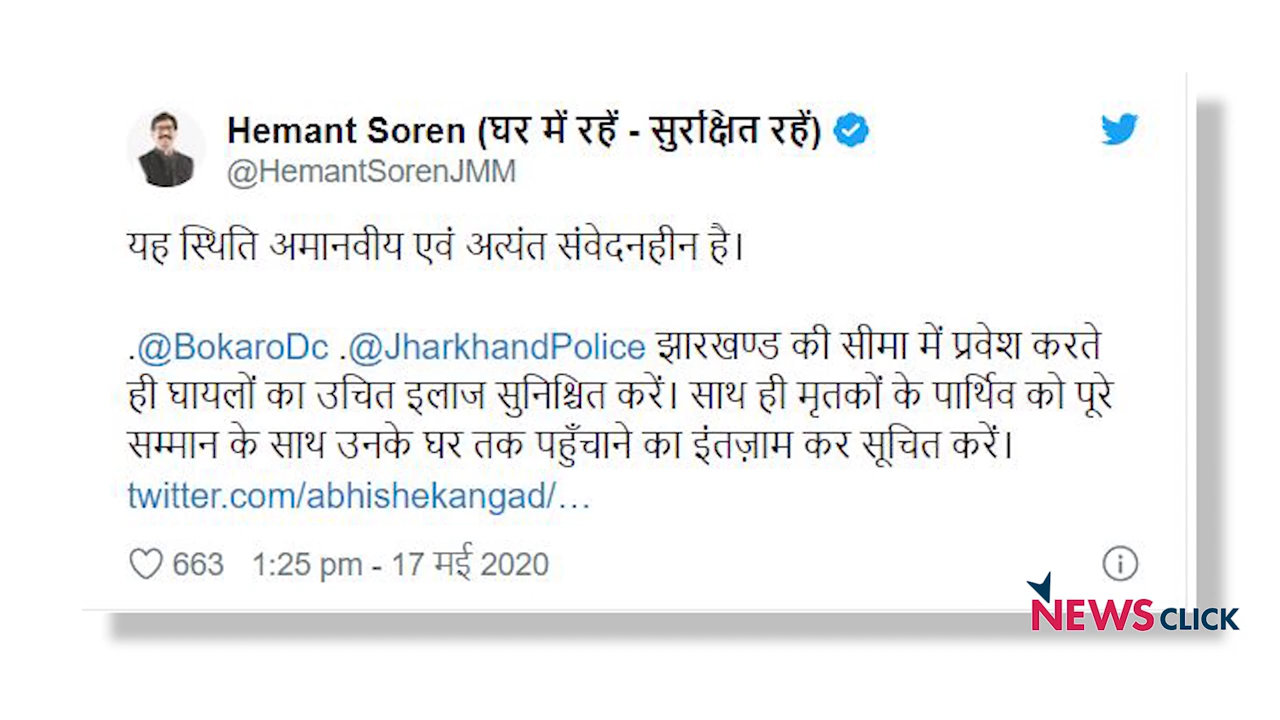 Hemant Soren (घर में रहें - सुरक्षित रहें)
@HemantSorenJMM
यह स्थिति अमानवीय एवं अत्यंत संवेदनहीन है।
.@BokaroDc .@JharkhandPolice झारखण्ड की सीमा में प्रवेश करते
ही घायलों का उचित इलाज सुनिश्चित करें। साथ ही मृतकों के पार्थिव को पूरे
सम्मान के साथ उनके घर तक पहुँचाने का इंतज़ाम कर सूचित करें।
twitter.com/abhishekangad/…
663 1:25 pm - 17 मई 2020
NEWSCLICK